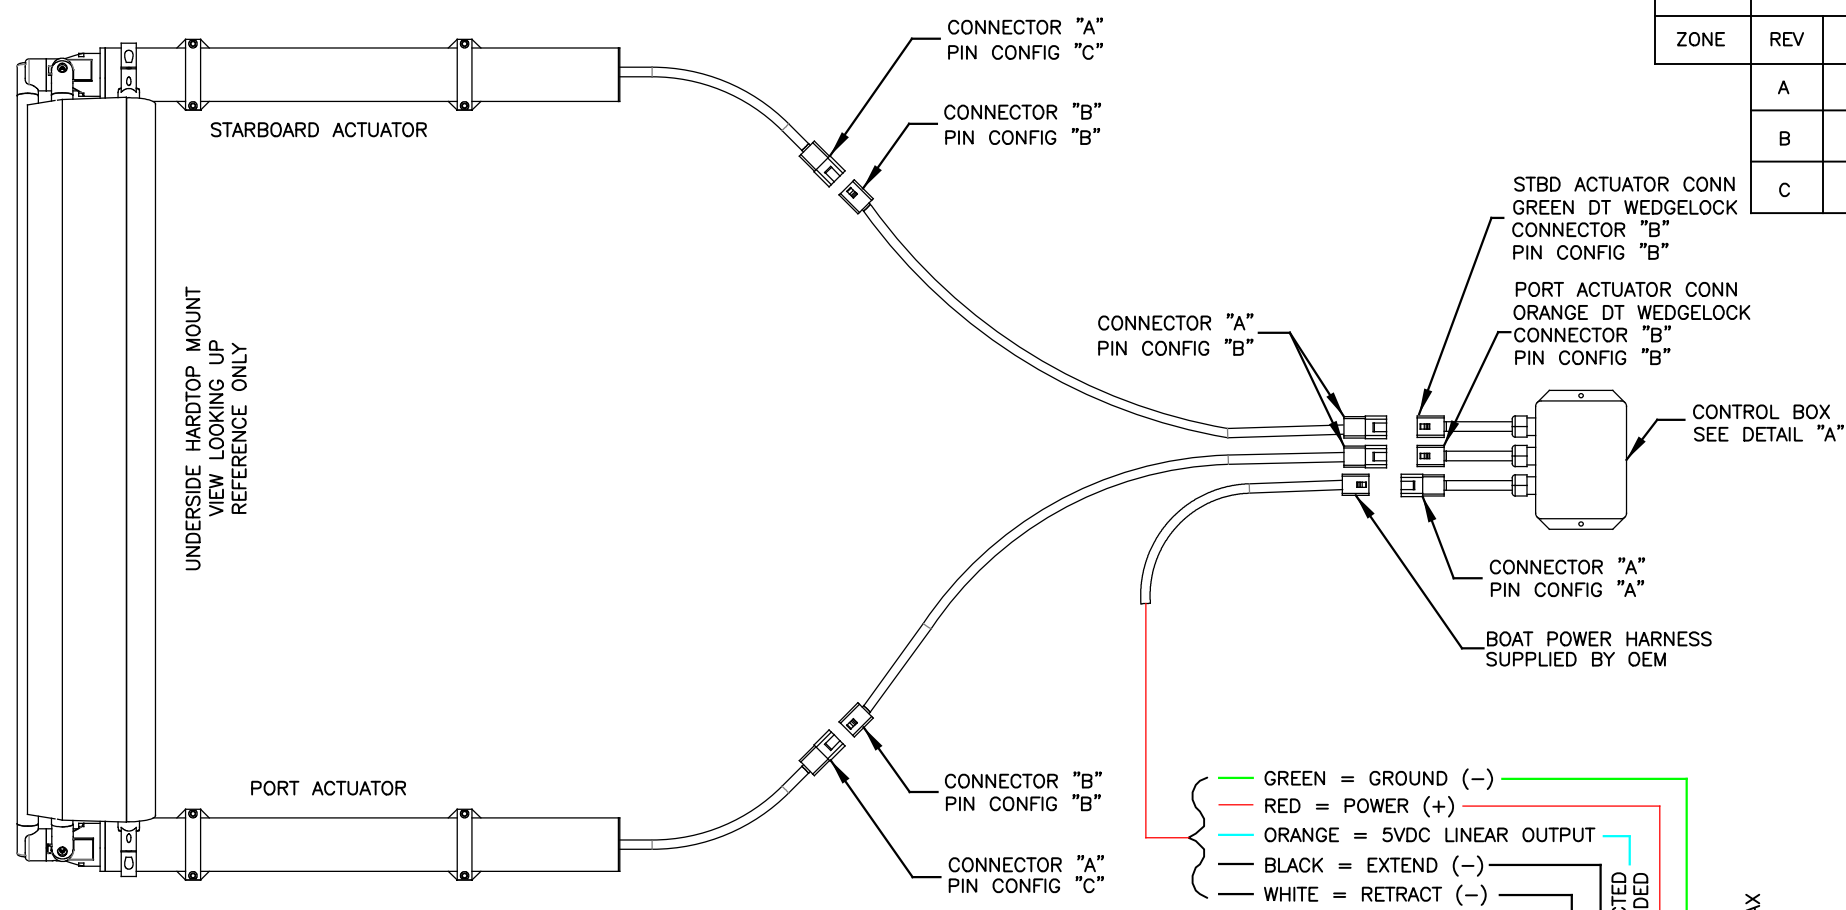 CONNECTOR "A"
PIN CONFIG "C"
ZONE REV
A
B
C
STARBOARD ACTUATOR
CONNECTOR "B"
PIN CONFIG "B"
STBD ACTUATOR CONN
GREEN DT WEDGELOCK
CONNECTOR "B"
PIN CONFIG "B"
PORT ACTUATOR CONN
ORANGE DT WEDGELOCK
CONNECTOR "B"
PIN CONFIG "B"
CONNECTOR "A"
PIN CONFIG "B"
UNDERSIDE HARDTOP MOUNT
VIEW LOOKING UP
REFERENCE ONLY
CONTROL BOX
SEE DETAIL "A"
CONNECTOR "A"
PIN CONFIG "A"
BOAT POWER HARNESS
SUPPLIED BY OEM
PORT ACTUATOR
CONNECTOR "B"
PIN CONFIG "B"
CONNECTOR "A"
PIN CONFIG "C"
GREEN = GROUND (-)
RED = POWER (+)
ORANGE = 5VDC LINEAR OUTPUT
BLACK = EXTEND (-)
WHITE = RETRACT (-)